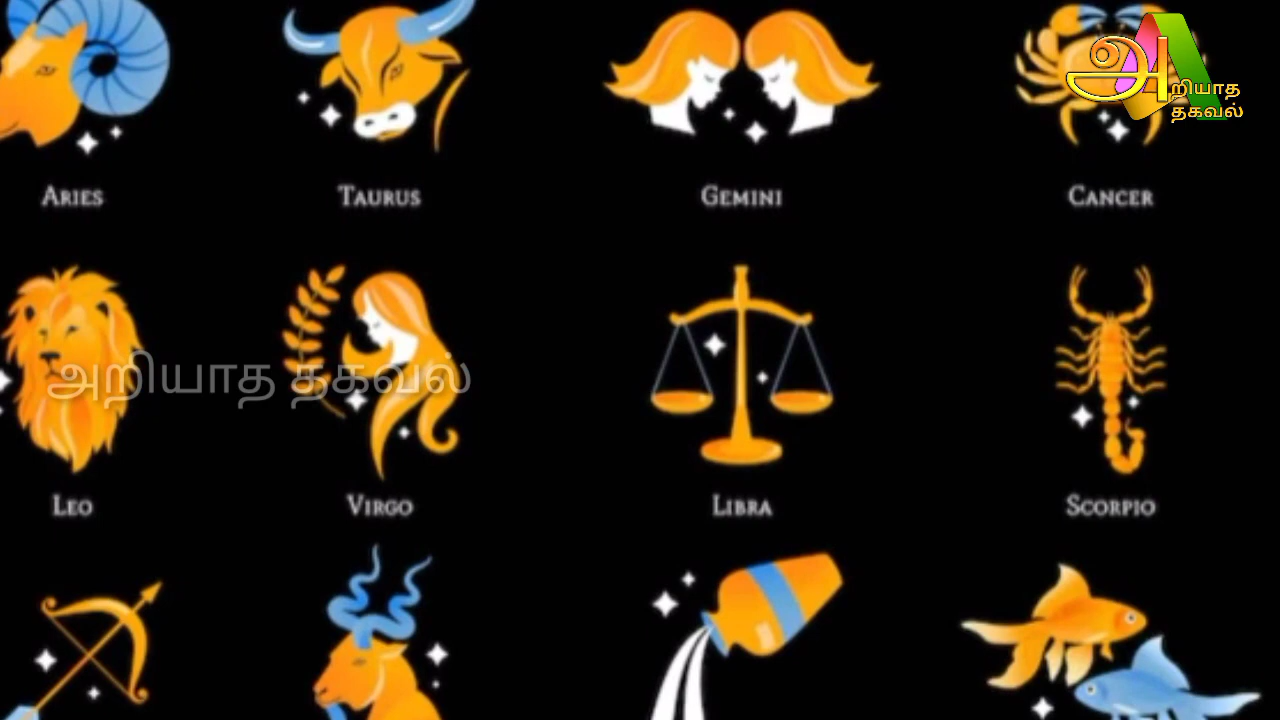 அறியாத
தகவல்
Aries
Taurus
Gemini
Cancer
அறியாத தகவல்
Leo
Virgo
Libra
Scorpio